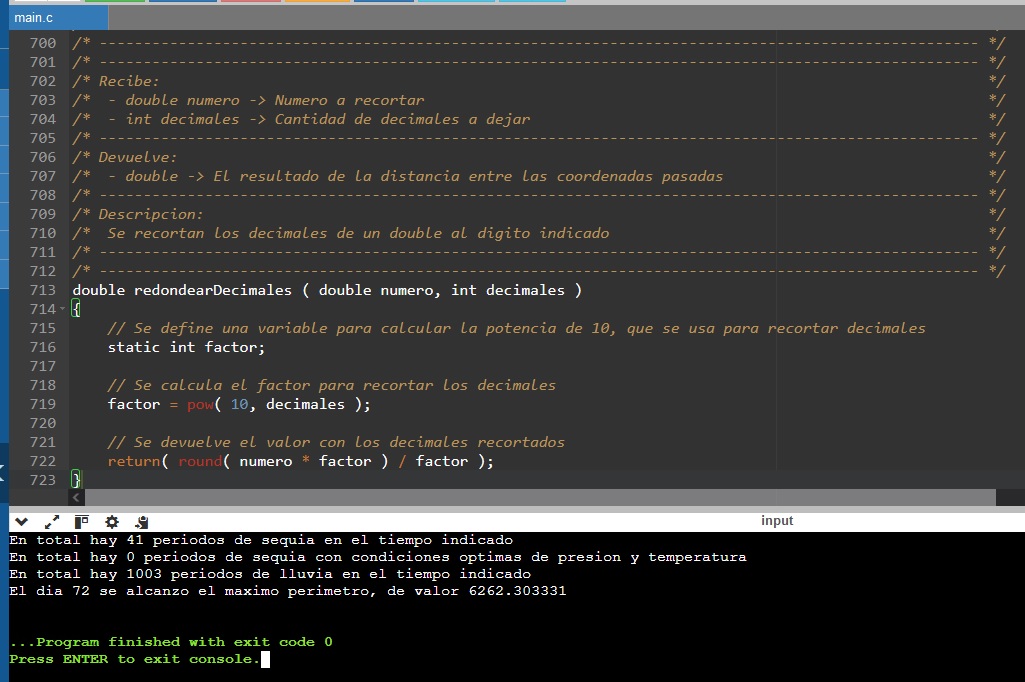 main.c
700 /* ---------------------------------------------------------------------------------------------------- */
701 /* ---------------------------------------------------------------------------------------------------- */
702 /* Recibe: */
703 /*  - double numero -> Numero a recortar */
704 /*  - int decimales -> Cantidad de decimales a dejar */
705 /* ---------------------------------------------------------------------------------------------------- */
706 /* Devuelve: */
707 /*  - double -> El resultado de la distancia entre las coordenadas pasadas */
708 /* ---------------------------------------------------------------------------------------------------- */
709 /* Descripcion: */
710 /*  Se recortan los decimales de un double al digito indicado */
711 /* ---------------------------------------------------------------------------------------------------- */
712 /* ---------------------------------------------------------------------------------------------------- */
713 double redondearDecimales ( double numero, int decimales )
714 {
715     // Se define una variable para calcular la potencia de 10, que se usa para recortar decimales
716     static int factor;
717
718     // Se calcula el factor para recortar los decimales
719     factor = pow( 10, decimales );
720
721     // Se devuelve el valor con los decimales recortados
722     return( round( numero * factor ) / factor );
723 }
input
En total hay 41 periodos de sequia en el tiempo indicado
En total hay 0 periodos de sequia con condiciones optimas de presion y temperatura
En total hay 1003 periodos de lluvia en el tiempo indicado
El dia 72 se alcanzo el maximo perimetro, de valor 6262.303331
...Program finished with exit code 0
Press ENTER to exit console.